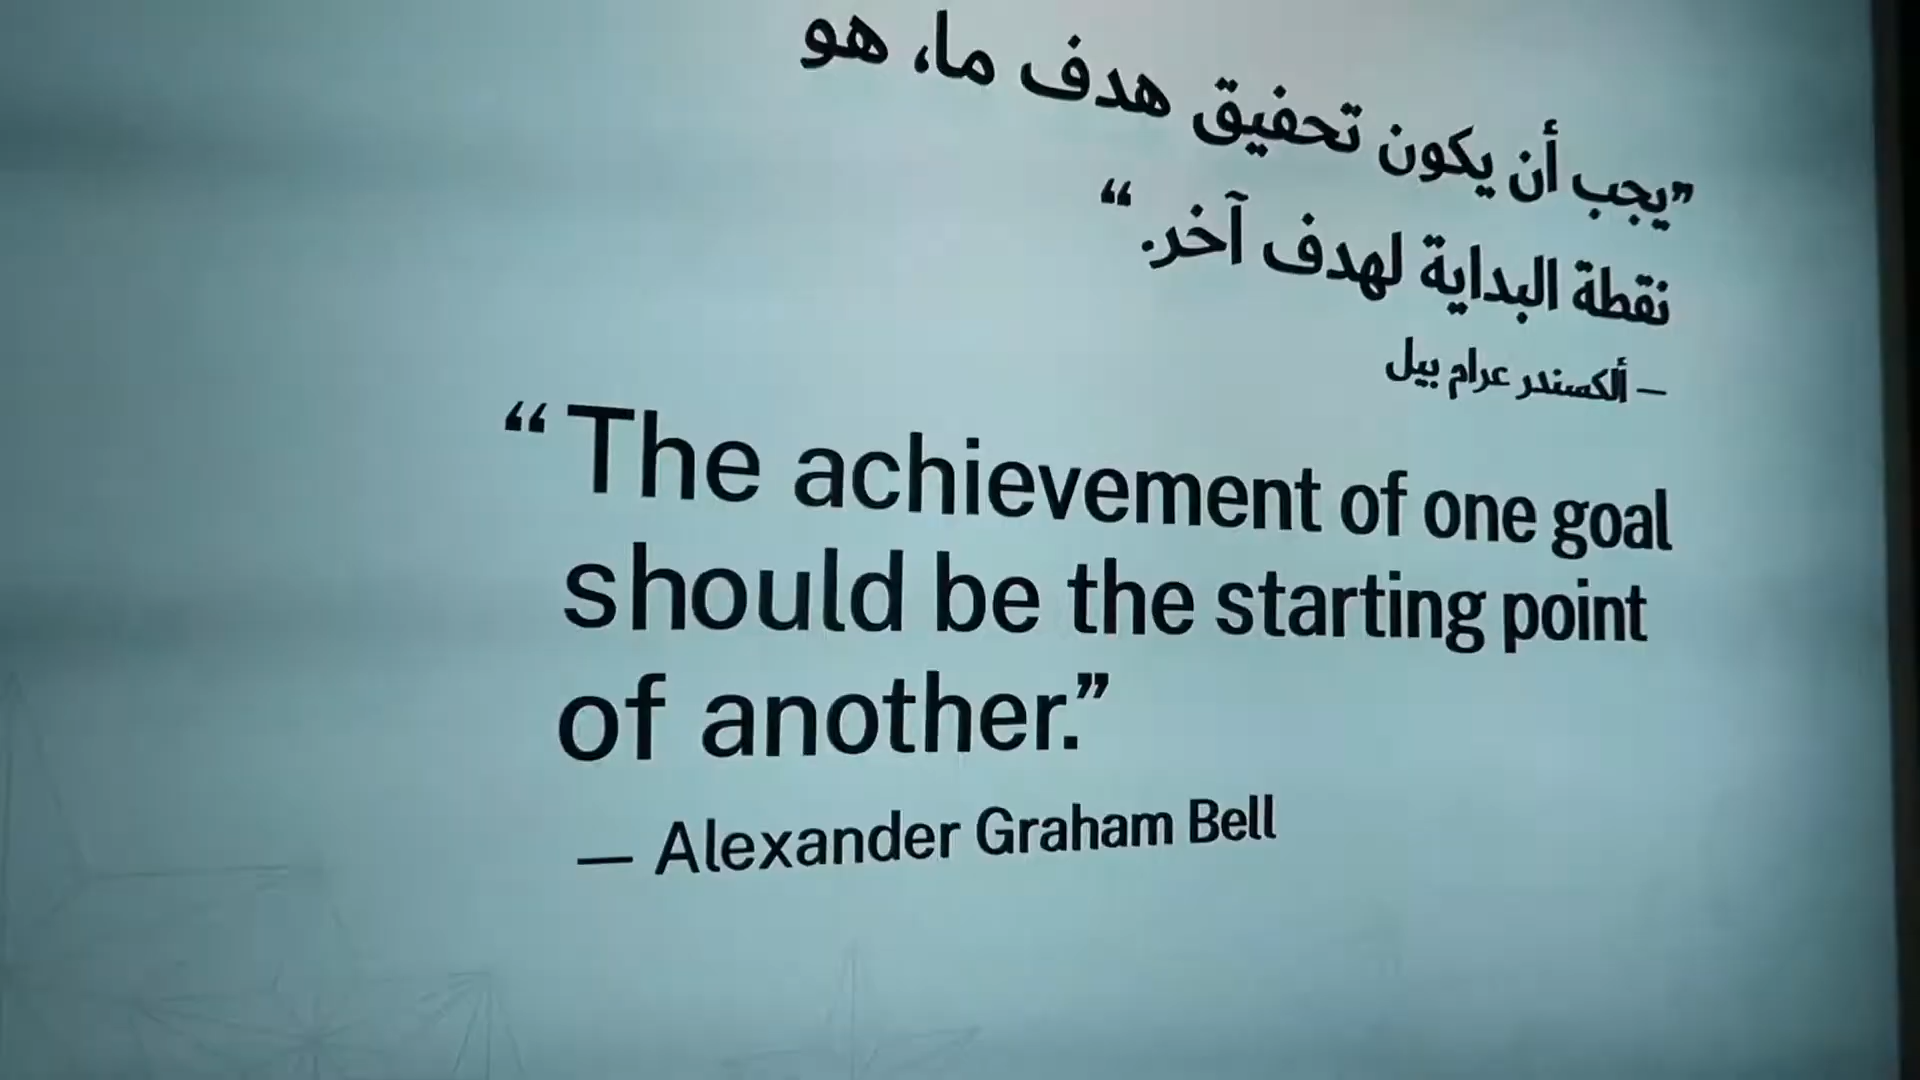 ”يجب أن يكون تحفيق هدف ما، هو
نقطة البداية لهدف آخر.“
– ألكسندر عرام بيل
“The achievement of one goal
should be the starting point
of another.”
— Alexander Graham Bell